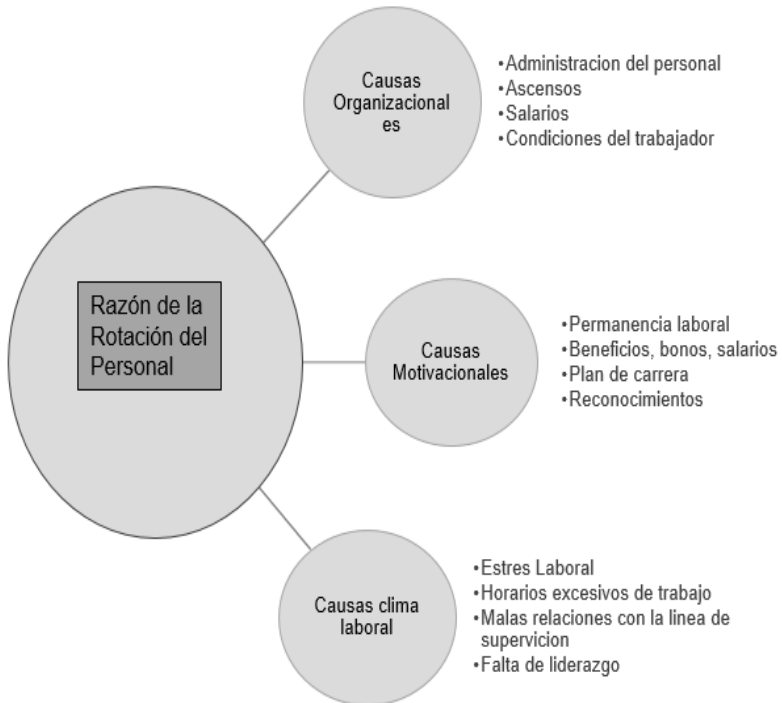 Causas
Organizacional
es
•Administracion del personal
•Ascensos
•Salarios
•Condiciones del trabajador
Razón de la
Rotación del
Personal
Causas
Motivacionales
•Permanencia laboral
•Beneficios, bonos, salarios
•Plan de carrera
•Reconocimientos
Causas clima
laboral
•Estres Laboral
•Horarios excesivos de trabajo
•Malas relaciones con la linea de
supervicion
•Falta de liderazgo